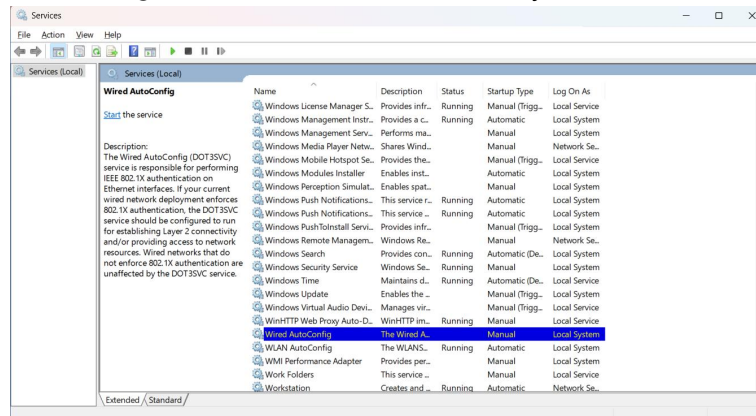 Services
File Action View Help
Services (Local)
Services (Local)
Wired AutoConfig
Start the service
Description:
The Wired AutoConfig (DOT3SVC)
service is responsible for performing
IEEE 802.1X authentication on
Ethernet interfaces. If your current
wired network deployment enforces
802.1X authentication, the DOT3SVC
service should be configured to run
for establishing Layer 2 connectivity
and/or providing access to network
resources. Wired networks that do
not enforce 802.1X authentication are
unaffected by the DOT3SVC service.
Name Description Status Startup Type Log On As
Windows License Manager S... Provides infr... Running Manual (Trigg... Local Service
Windows Management Instr... Provides a c... Running Automatic Local System
Windows Management Serv... Performs ma... Manual Local System
Windows Media Player Netw... Shares Wind... Manual Network Se...
Windows Mobile Hotspot Se... Provides the... Manual (Trigg... Local Service
Windows Modules Installer Enables inst... Automatic Local System
Windows Perception Simulat... Enables spat... Manual Local System
Windows Push Notifications... This service r... Running Automatic Local System
Windows Push Notifications... This service ... Running Automatic Local System
Windows PushToInstall Servi... Provides infr... Manual (Trigg... Local System
Windows Remote Managem... Windows Re... Manual Network Se...
Windows Search Provides con... Running Automatic (De... Local System
Windows Security Service Windows Se... Running Manual Local System
Windows Time Maintains d... Running Automatic (De... Local Service
Windows Update Enables the ... Manual (Trigg... Local System
Windows Virtual Audio Devi... Manages vir... Manual (Trigg... Local Service
WinHTTP Web Proxy Auto-D... WinHTTP im... Running Manual Local Service
Wired AutoConfig The Wired A... Manual Local System
WLAN AutoConfig The WLANS... Running Automatic Local System
WMI Performance Adapter Provides per... Manual Local System
Work Folders This service ... Manual Local Service
Workstation Creates and ... Running Automatic Network Se...
Extended Standard